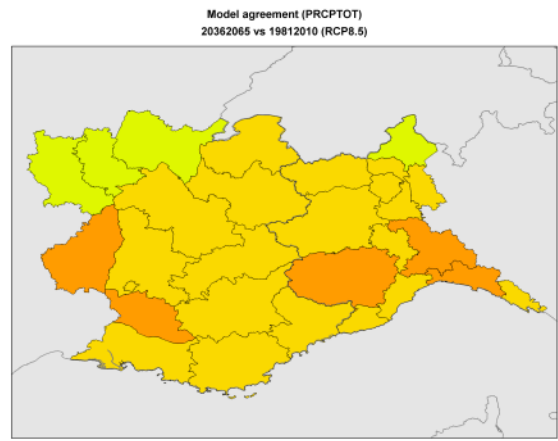 Model agreement (PRCPTOT)
20362065 vs 19812010 (RCP8.5)